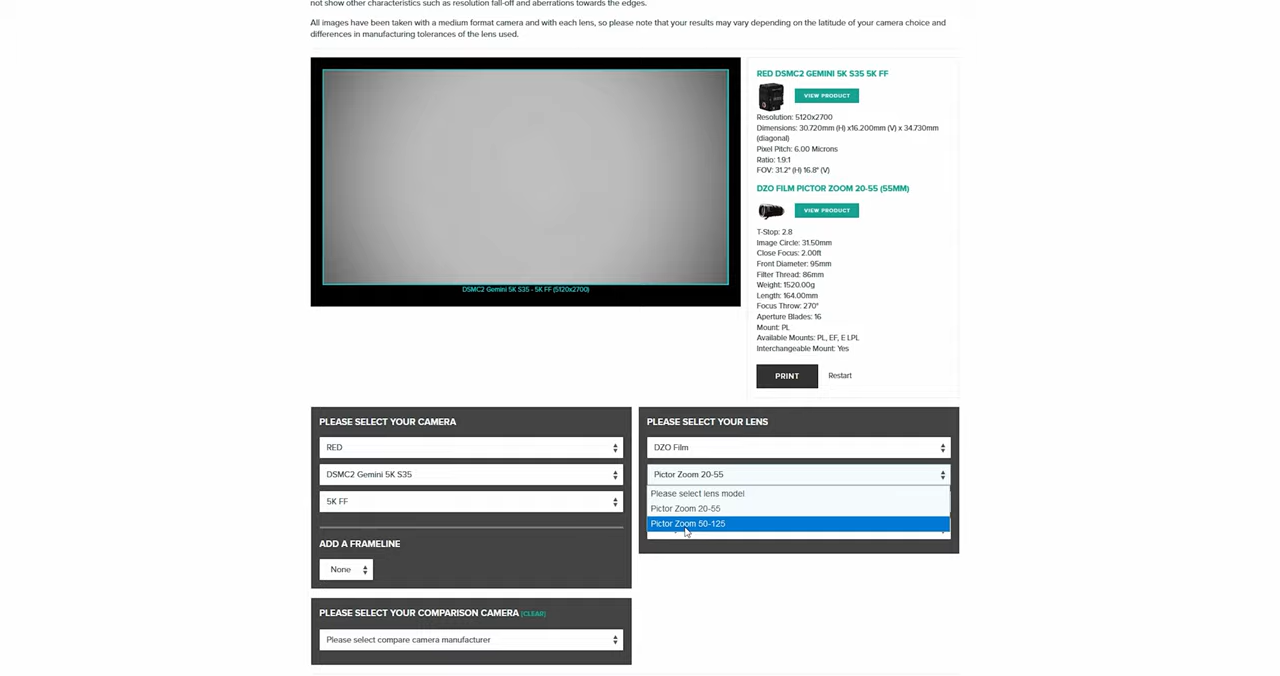 not show other characteristics such as resolution fall-off and aberrations towards the edges.
All images have been taken with a medium format camera and with each lens, so please note that your results may vary depending on the latitude of your camera choice and
differences in manufacturing tolerances of the lens used.
DSMC2 Gemini 5K S35 - 5K FF (5120x2700)
RED DSMC2 GEMINI 5K S35 5K FF
VIEW PRODUCT
Resolution: 5120x2700
Dimensions: 30.720mm (H) x16.200mm (V) x 34.730mm
(diagonal)
Pixel Pitch: 6.00 Microns
Ratio: 1.9:1
FOV: 31.2° (H) 16.8° (V)
DZO FILM PICTOR ZOOM 20-55 (55MM)
VIEW PRODUCT
T-Stop: 2.8
Image Circle: 31.50mm
Close Focus: 2.00ft
Front Diameter: 95mm
Filter Thread: 86mm
Weight: 1520.00g
Length: 164.00mm
Focus Throw: 270°
Aperture Blades: 16
Mount: PL
Available Mounts: PL, EF, E LPL
Interchangeable Mount: Yes
PRINT Restart
PLEASE SELECT YOUR CAMERA
RED
DSMC2 Gemini 5K S35
5K FF
ADD A FRAMELINE
None
PLEASE SELECT YOUR COMPARISON CAMERA [CLEAR]
Please select compare camera manufacturer
PLEASE SELECT YOUR LENS
DZO Film
Pictor Zoom 20-55
Please select lens model
Pictor Zoom 20-55
Pictor Zoom 50-125